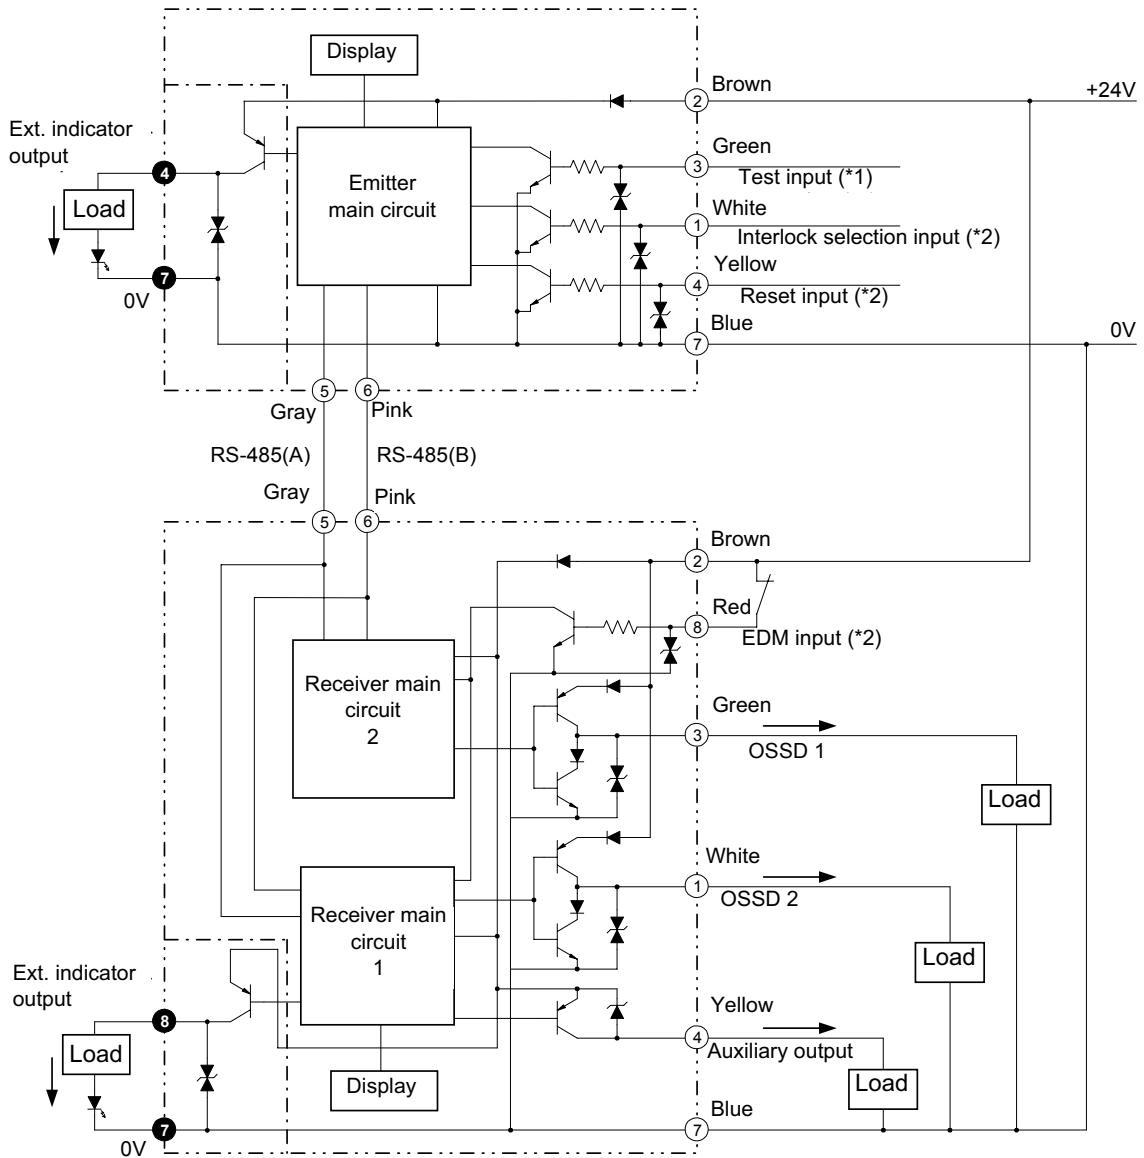 Display
Brown
2
+24V
Ext. indicator
output
4
Load
Emitter
main circuit
Green
3
Test input (*1)
White
1
Interlock selection input (*2)
Yellow
4
Reset input (*2)
7
0V
Blue
7
0V
5
6
Gray
Pink
RS-485(A)
RS-485(B)
Gray
Pink
5
6
Brown
2
Red
8
EDM input (*2)
Receiver main
circuit
2
Green
3
OSSD 1
Load
White
1
OSSD 2
Receiver main
circuit
1
Load
Ext. indicator
output
8
Load
Yellow
4
Auxiliary output
Load
Display
Blue
7
7
0V